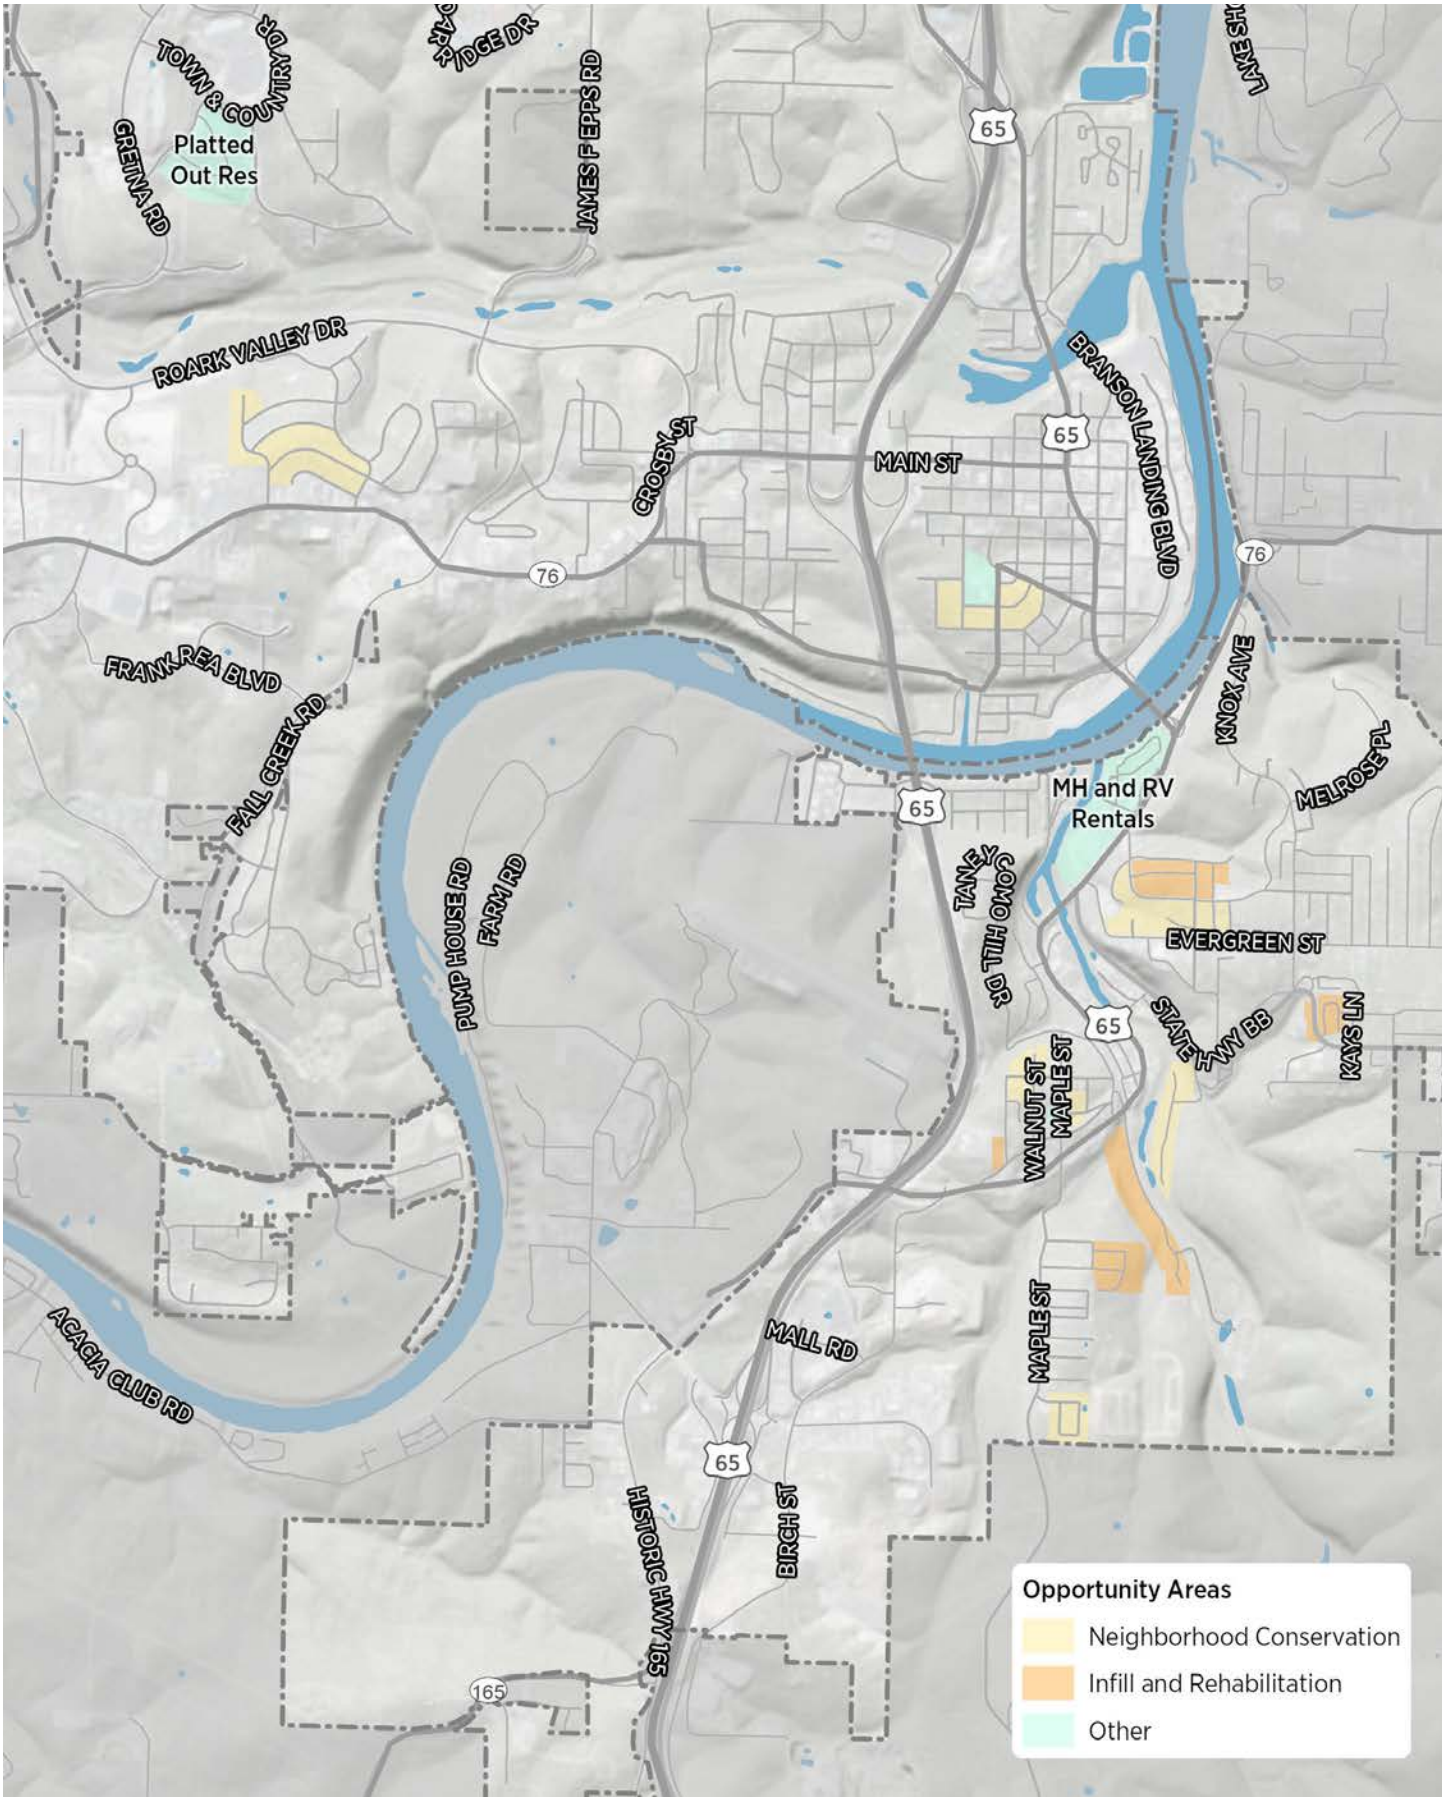 TOWN & COUNTRY DR
RIDGE DR
JAMES F EPPS RD
LAKE SHO
65
Platted
Out Res
GRETNA RD
ROARK VALLEY DR
BRANSON LANDING BLVD
65
CROSBY ST
MAIN ST
76
76
FRANK REA BLVD
KNOX AVE
FALL CREEK RD
MELROSE PL
MH and RV
Rentals
65
TANEYCOMO HILL DR
PUMP HOUSE RD
FARM RD
EVERGREEN ST
65
STATE HWY BB
KAYS LN
WALNUT ST
MAPLE ST
ACACIA CLUB RD
MALL RD
MAPLE ST
65
HISTORIC HWY 165
BIRCH ST
165
Opportunity Areas
Neighborhood Conservation
Infill and Rehabilitation
Other